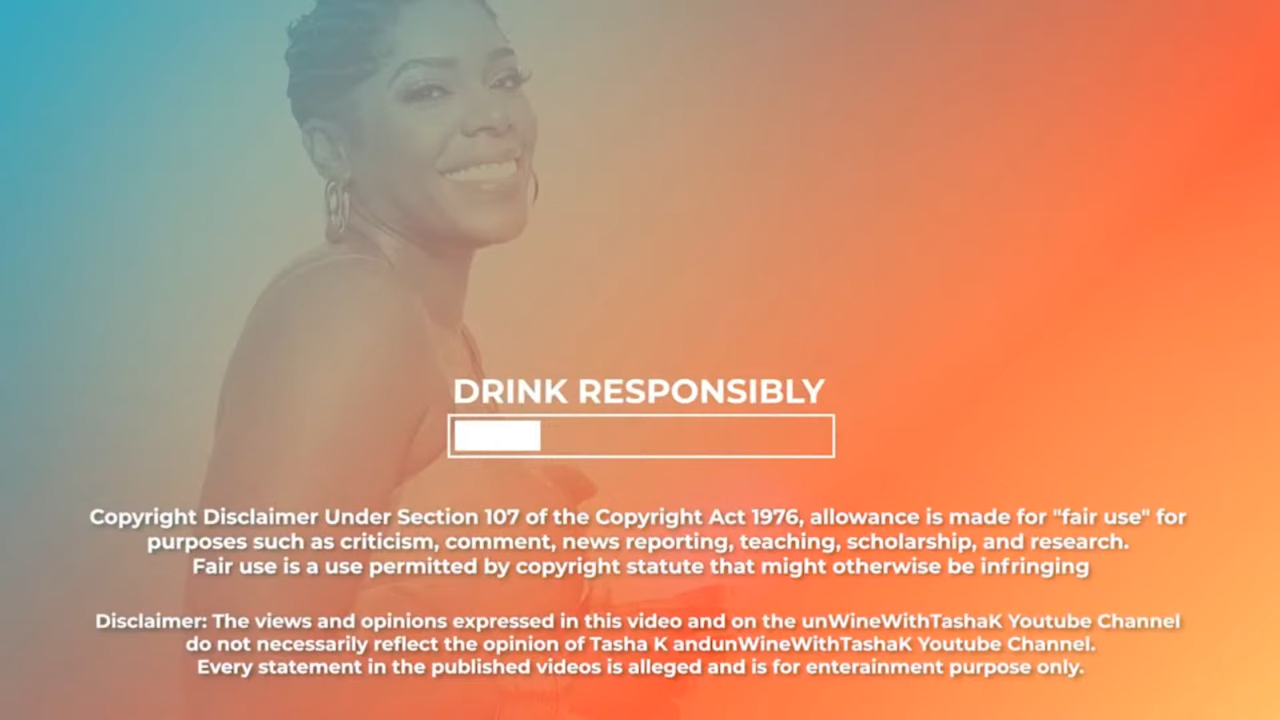 DRINK RESPONSIBLY
Copyright Disclaimer Under Section 107 of the Copyright Act 1976, allowance is made for "fair use" for
purposes such as criticism, comment, news reporting, teaching, scholarship, and research.
Fair use is a use permitted by copyright statute that might otherwise be infringing
Disclaimer: The views and opinions expressed in this video and on the unWineWithTashaK Youtube Channel
do not necessarily reflect the opinion of Tasha K andunWineWithTashaK Youtube Channel.
Every statement in the published videos is alleged and is for enterainment purpose only.